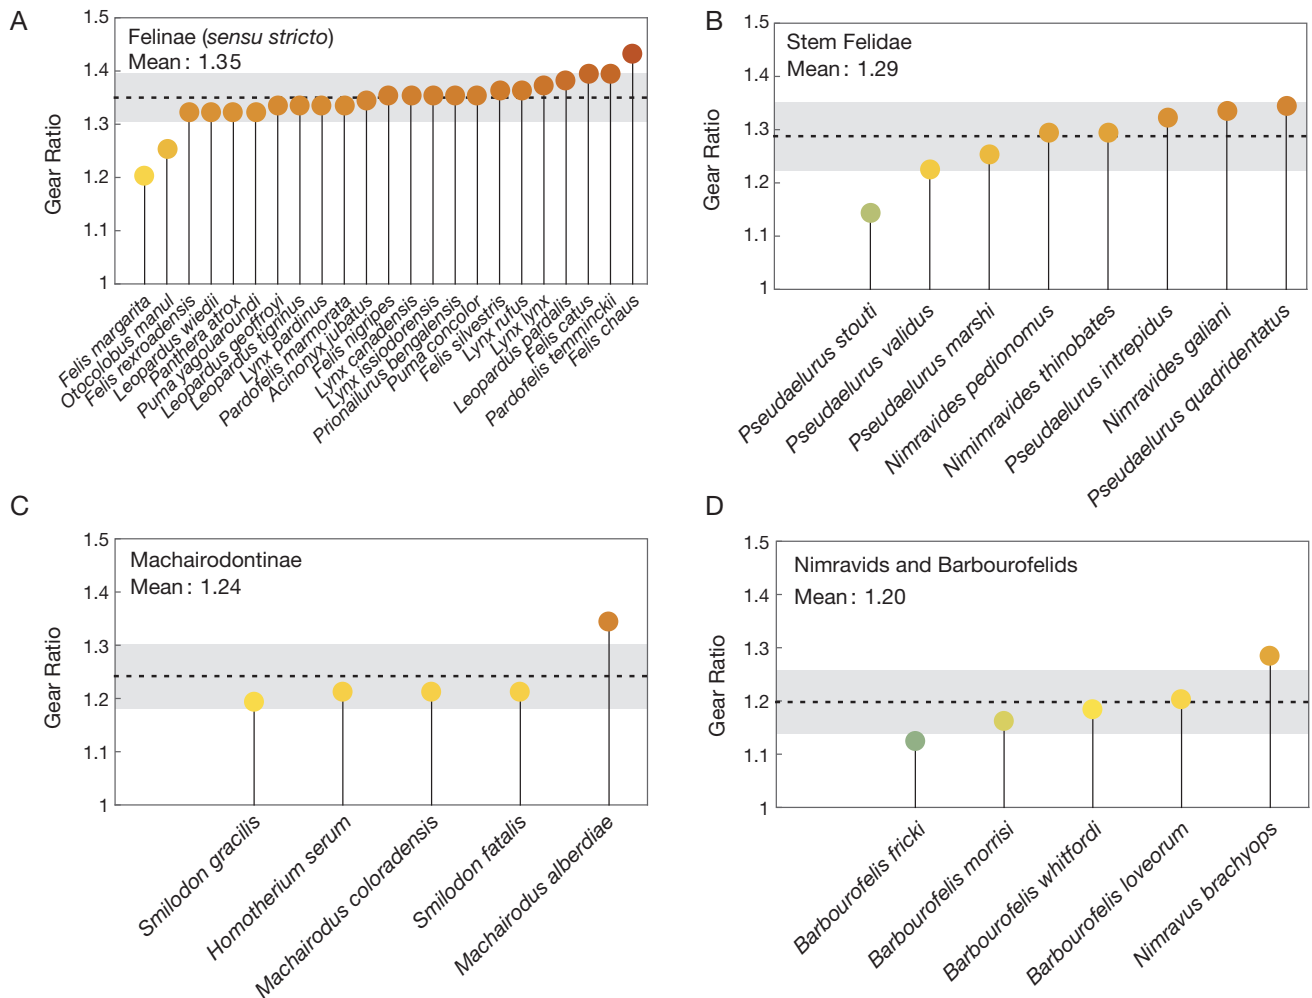 A
Felinae (sensu stricto)
Mean: 1.35
Gear Ratio
1.5
1.4
1.3
1.2
1.1
1
Felis margarita
Otocolobus manul
Felis rexroadensis
Leopardus wiedii
Panthera atrox
Puma yagouaroundi
Leopardus geoffroyi
Leopardus tigrinus
Lynx pardinus
Pardofelis marmorata
Acinonyx jubatus
Felis nigripes
Lynx canadensis
Lynx issiodorensis
Prionailurus bengalensis
Puma concolor
Felis silvestris
Lynx rufus
Lynx lynx
Leopardus pardalis
Felis catus
Pardofelis temminckii
Felis chaus
B
Stem Felidae
Mean: 1.29
Gear Ratio
1.5
1.4
1.3
1.2
1.1
1
Pseudaelurus stouti
Pseudaelurus validus
Pseudaelurus marshi
Nimravides pedionomus
Nimimravides thinobates
Pseudaelurus intrepidus
Nimravides galiani
Pseudaelurus quadridentatus
C
Machairodontinae
Mean: 1.24
Gear Ratio
1.5
1.4
1.3
1.2
1.1
1
Smilodon gracilis
Homotherium serum
Machairodus coloradensis
Smilodon fatalis
Machairodus alberdiae
D
Nimravids and Barbourofelids
Mean: 1.20
Gear Ratio
1.5
1.4
1.3
1.2
1.1
1
Barbourofelis fricki
Barbourofelis morrisi
Barbourofelis whitfordi
Barbourofelis loveorum
Nimravus brachyops